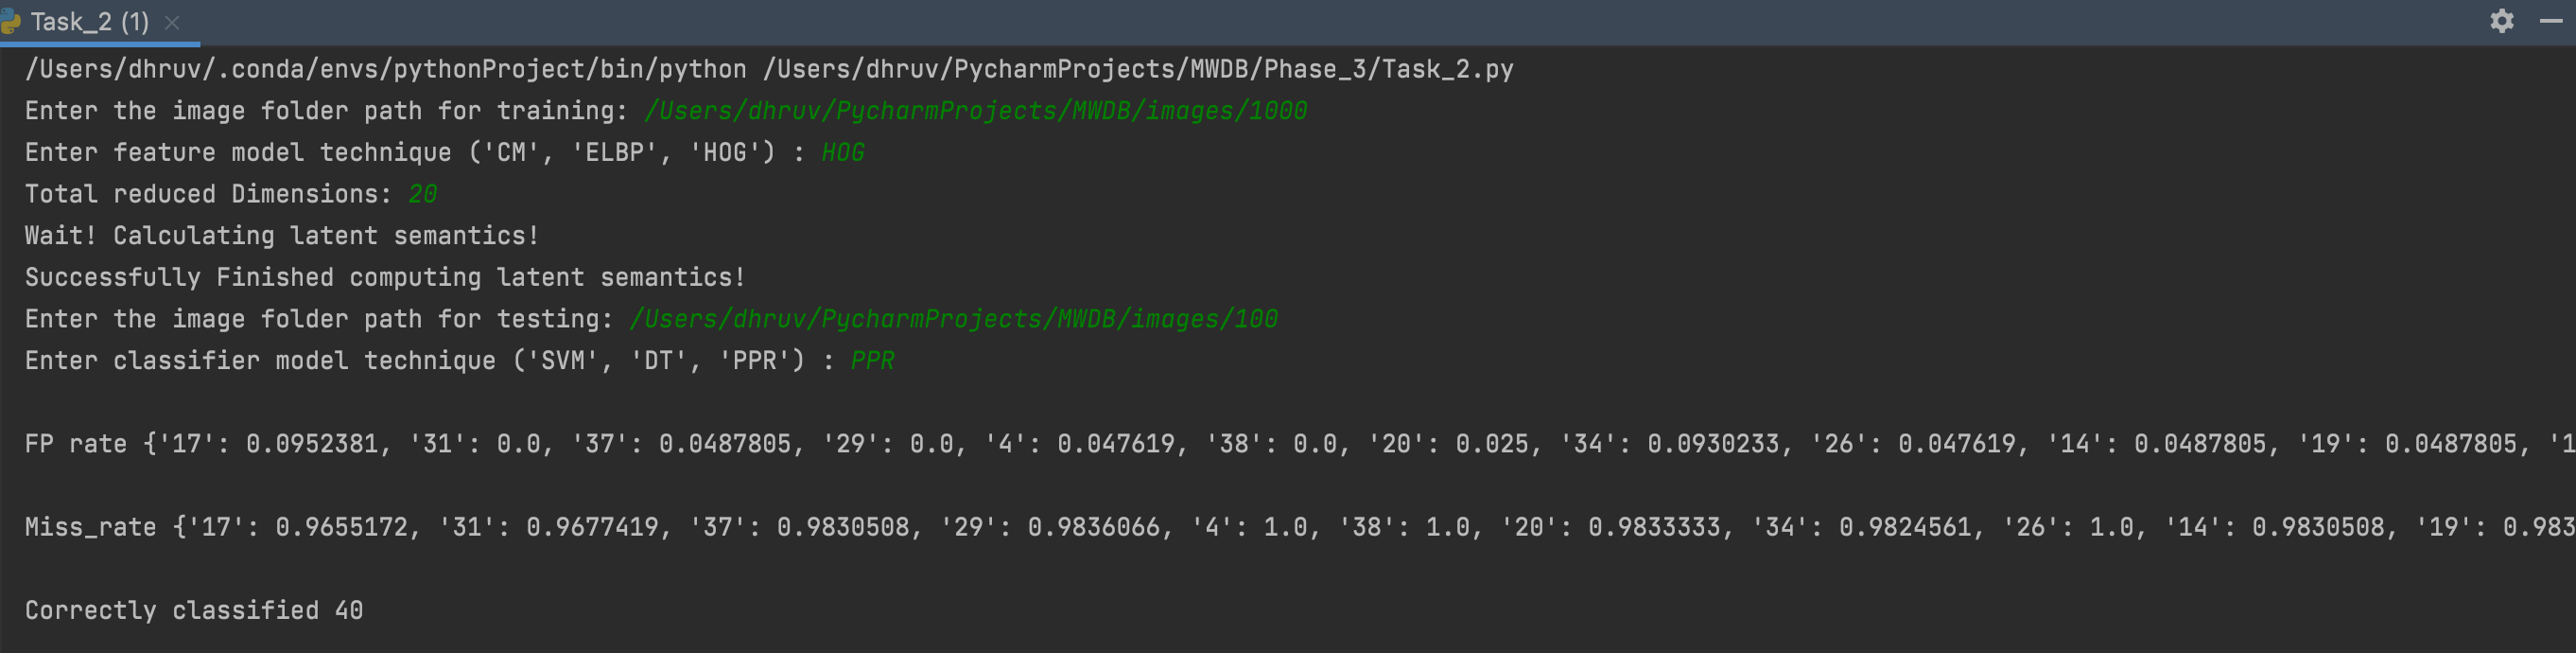 Task_2 (1)
/Users/dhruv/.conda/envs/pythonProject/bin/python /Users/dhruv/PycharmProjects/MWDB/Phase_3/Task_2.py
Enter the image folder path for training: /Users/dhruv/PycharmProjects/MWDB/images/1000
Enter feature model technique ('CM', 'ELBP', 'HOG') : HOG
Total reduced Dimensions: 20
Wait! Calculating latent semantics!
Successfully Finished computing latent semantics!
Enter the image folder path for testing: /Users/dhruv/PycharmProjects/MWDB/images/100
Enter classifier model technique ('SVM', 'DT', 'PPR') : PPR
FP rate {'17': 0.0952381, '31': 0.0, '37': 0.0487805, '29': 0.0, '4': 0.047619, '38': 0.0, '20': 0.025, '34': 0.0930233, '26': 0.047619, '14': 0.0487805, '19': 0.0487805, '1
Miss_rate {'17': 0.9655172, '31': 0.9677419, '37': 0.9830508, '29': 0.9836066, '4': 1.0, '38': 1.0, '20': 0.9833333, '34': 0.9824561, '26': 1.0, '14': 0.9830508, '19': 0.983
Correctly classified 40